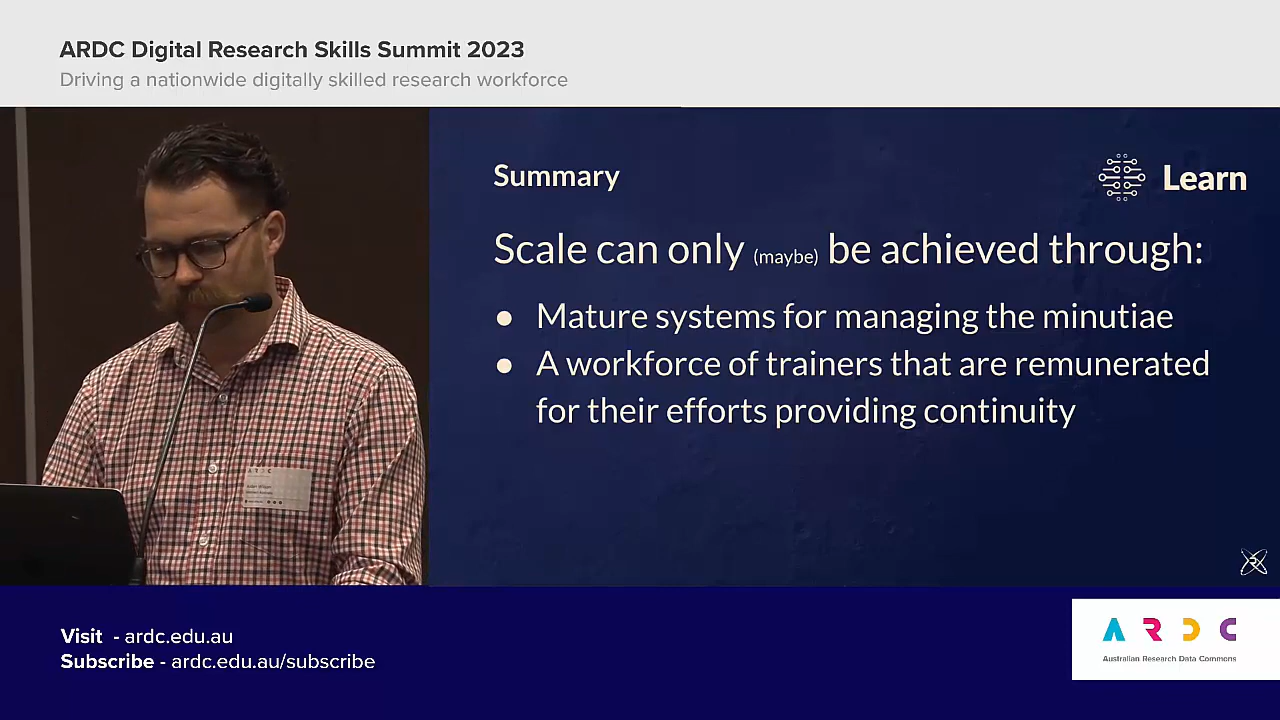 ARDC Digital Research Skills Summit 2023
Driving a nationwide digitally skilled research workforce
Summary
Learn
Scale can only (maybe) be achieved through:
● Mature systems for managing the minutiae
● A workforce of trainers that are remunerated
for their efforts providing continuity
Visit - ardc.edu.au
Subscribe - ardc.edu.au/subscribe
ARDC
Australian Research Data Commons